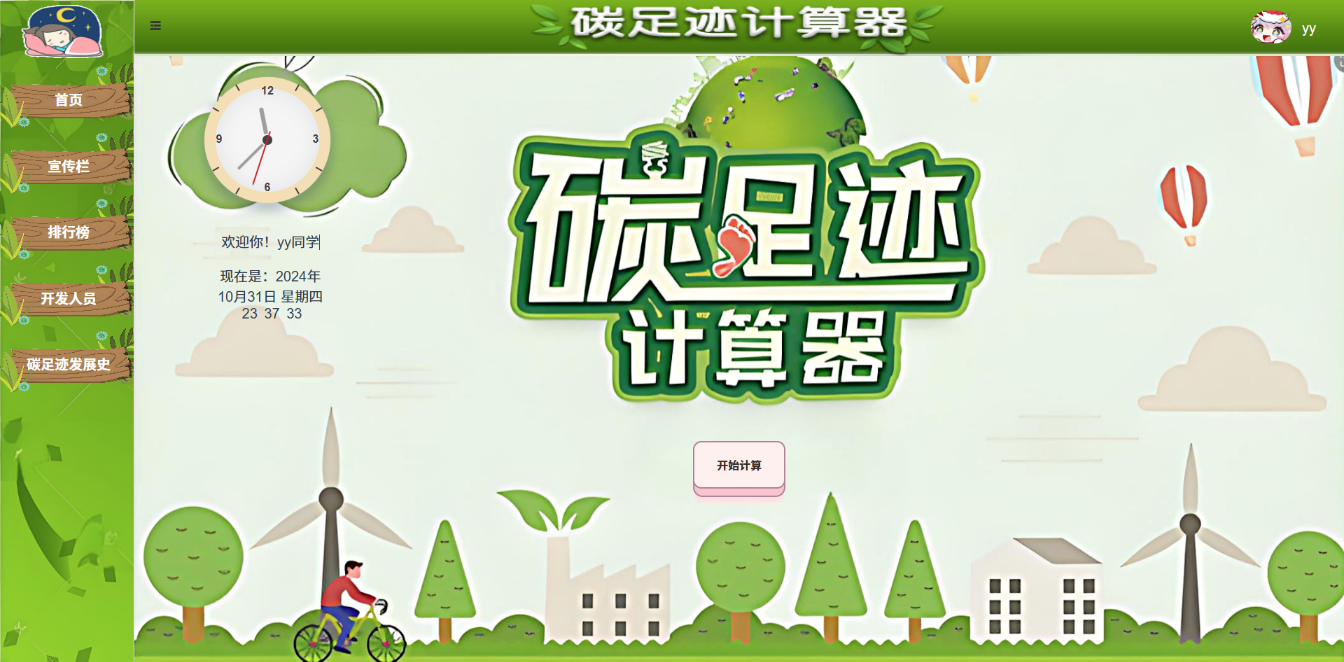 碳足迹计算器
yy
首页
宣传栏
排行榜
开发人员
碳足迹发展史
12
9
3
6
欢迎你！yy同学
现在是：2024年
10月31日 星期四
23 37 33
碳足迹
计算器
开始计算